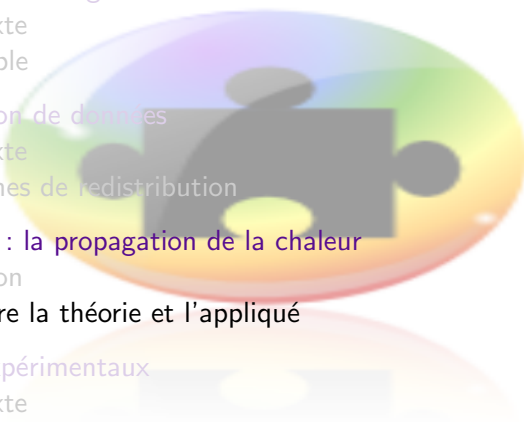 xte
ple
on de données
xte
nes de redistribution
: la propagation de la chaleur
on
re la théorie et l'appliqué
périmentaux
xte